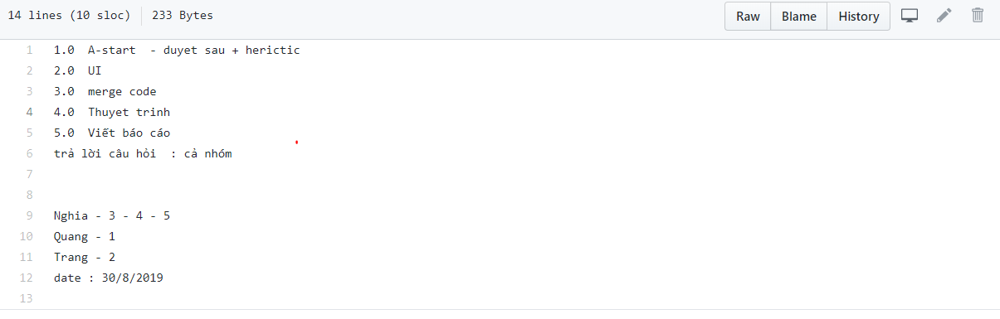 14 lines (10 sloc) 233 Bytes Raw Blame History
1 1.0 A-start - duyet sau + herictic
2 2.0 UI
3 3.0 merge code
4 4.0 Thuyet trinh
5 5.0 Viết báo cáo
6 trả lời câu hỏi : cả nhóm
7
8
9 Nghia - 3 - 4 - 5
10 Quang - 1
11 Trang - 2
12 date : 30/8/2019
13